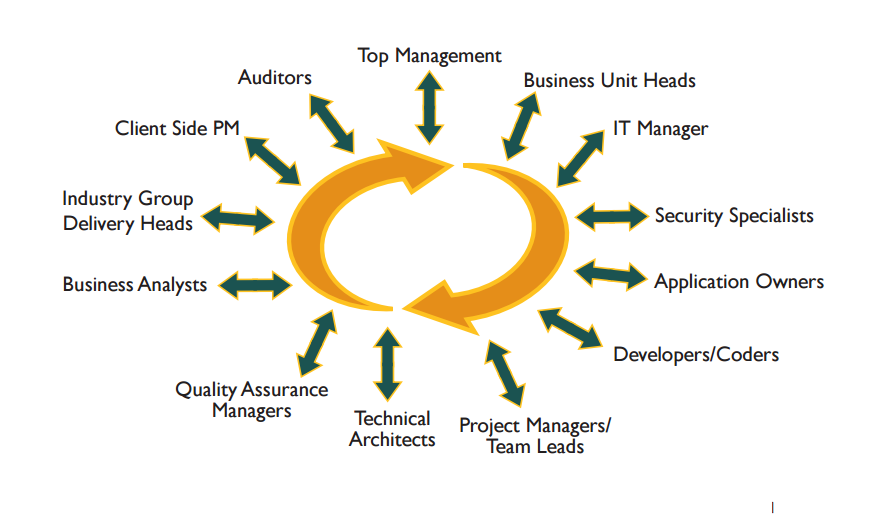 Top Management
Auditors
Business Unit Heads
Client Side PM
IT Manager
Industry Group
Delivery Heads
Security Specialists
Business Analysts
Application Owners
Developers/Coders
Quality Assurance
Managers
Technical
Architects
Project Managers/
Team Leads